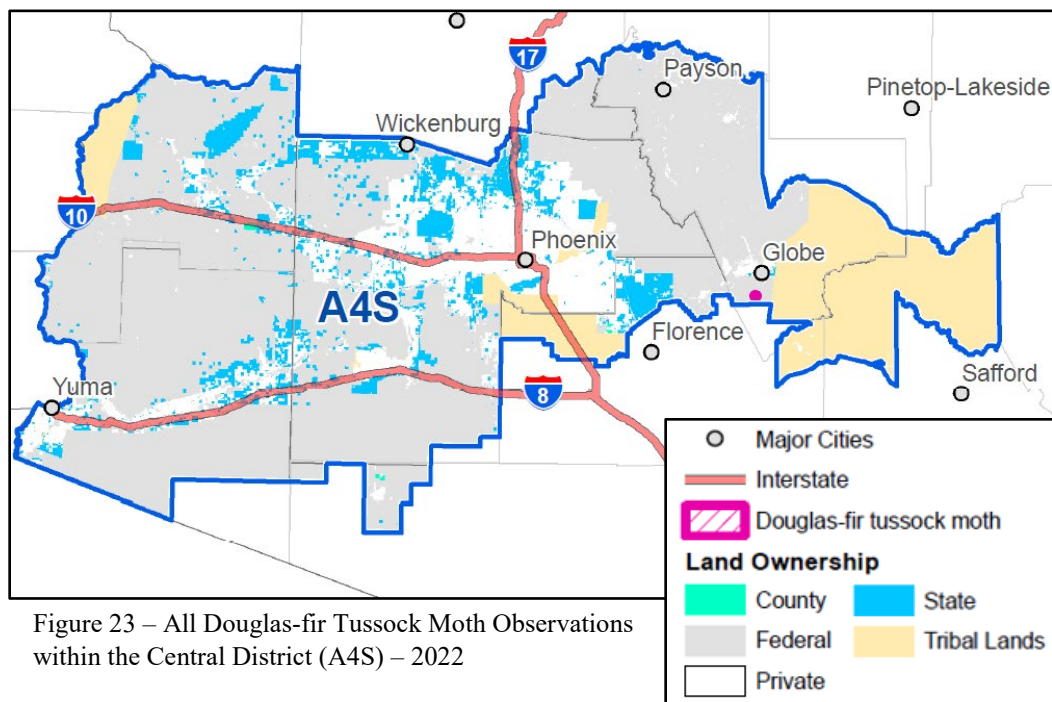 17
Payson
Pinetop-Lakeside
Wickenburg
10
Phoenix
Globe
A4S
Florence
Yuma
8
Safford
Major Cities
Interstate
Douglas-fir tussock moth
Land Ownership
County
State
Federal
Tribal Lands
Private
Figure 23 – All Douglas-fir Tussock Moth Observations
within the Central District (A4S) – 2022